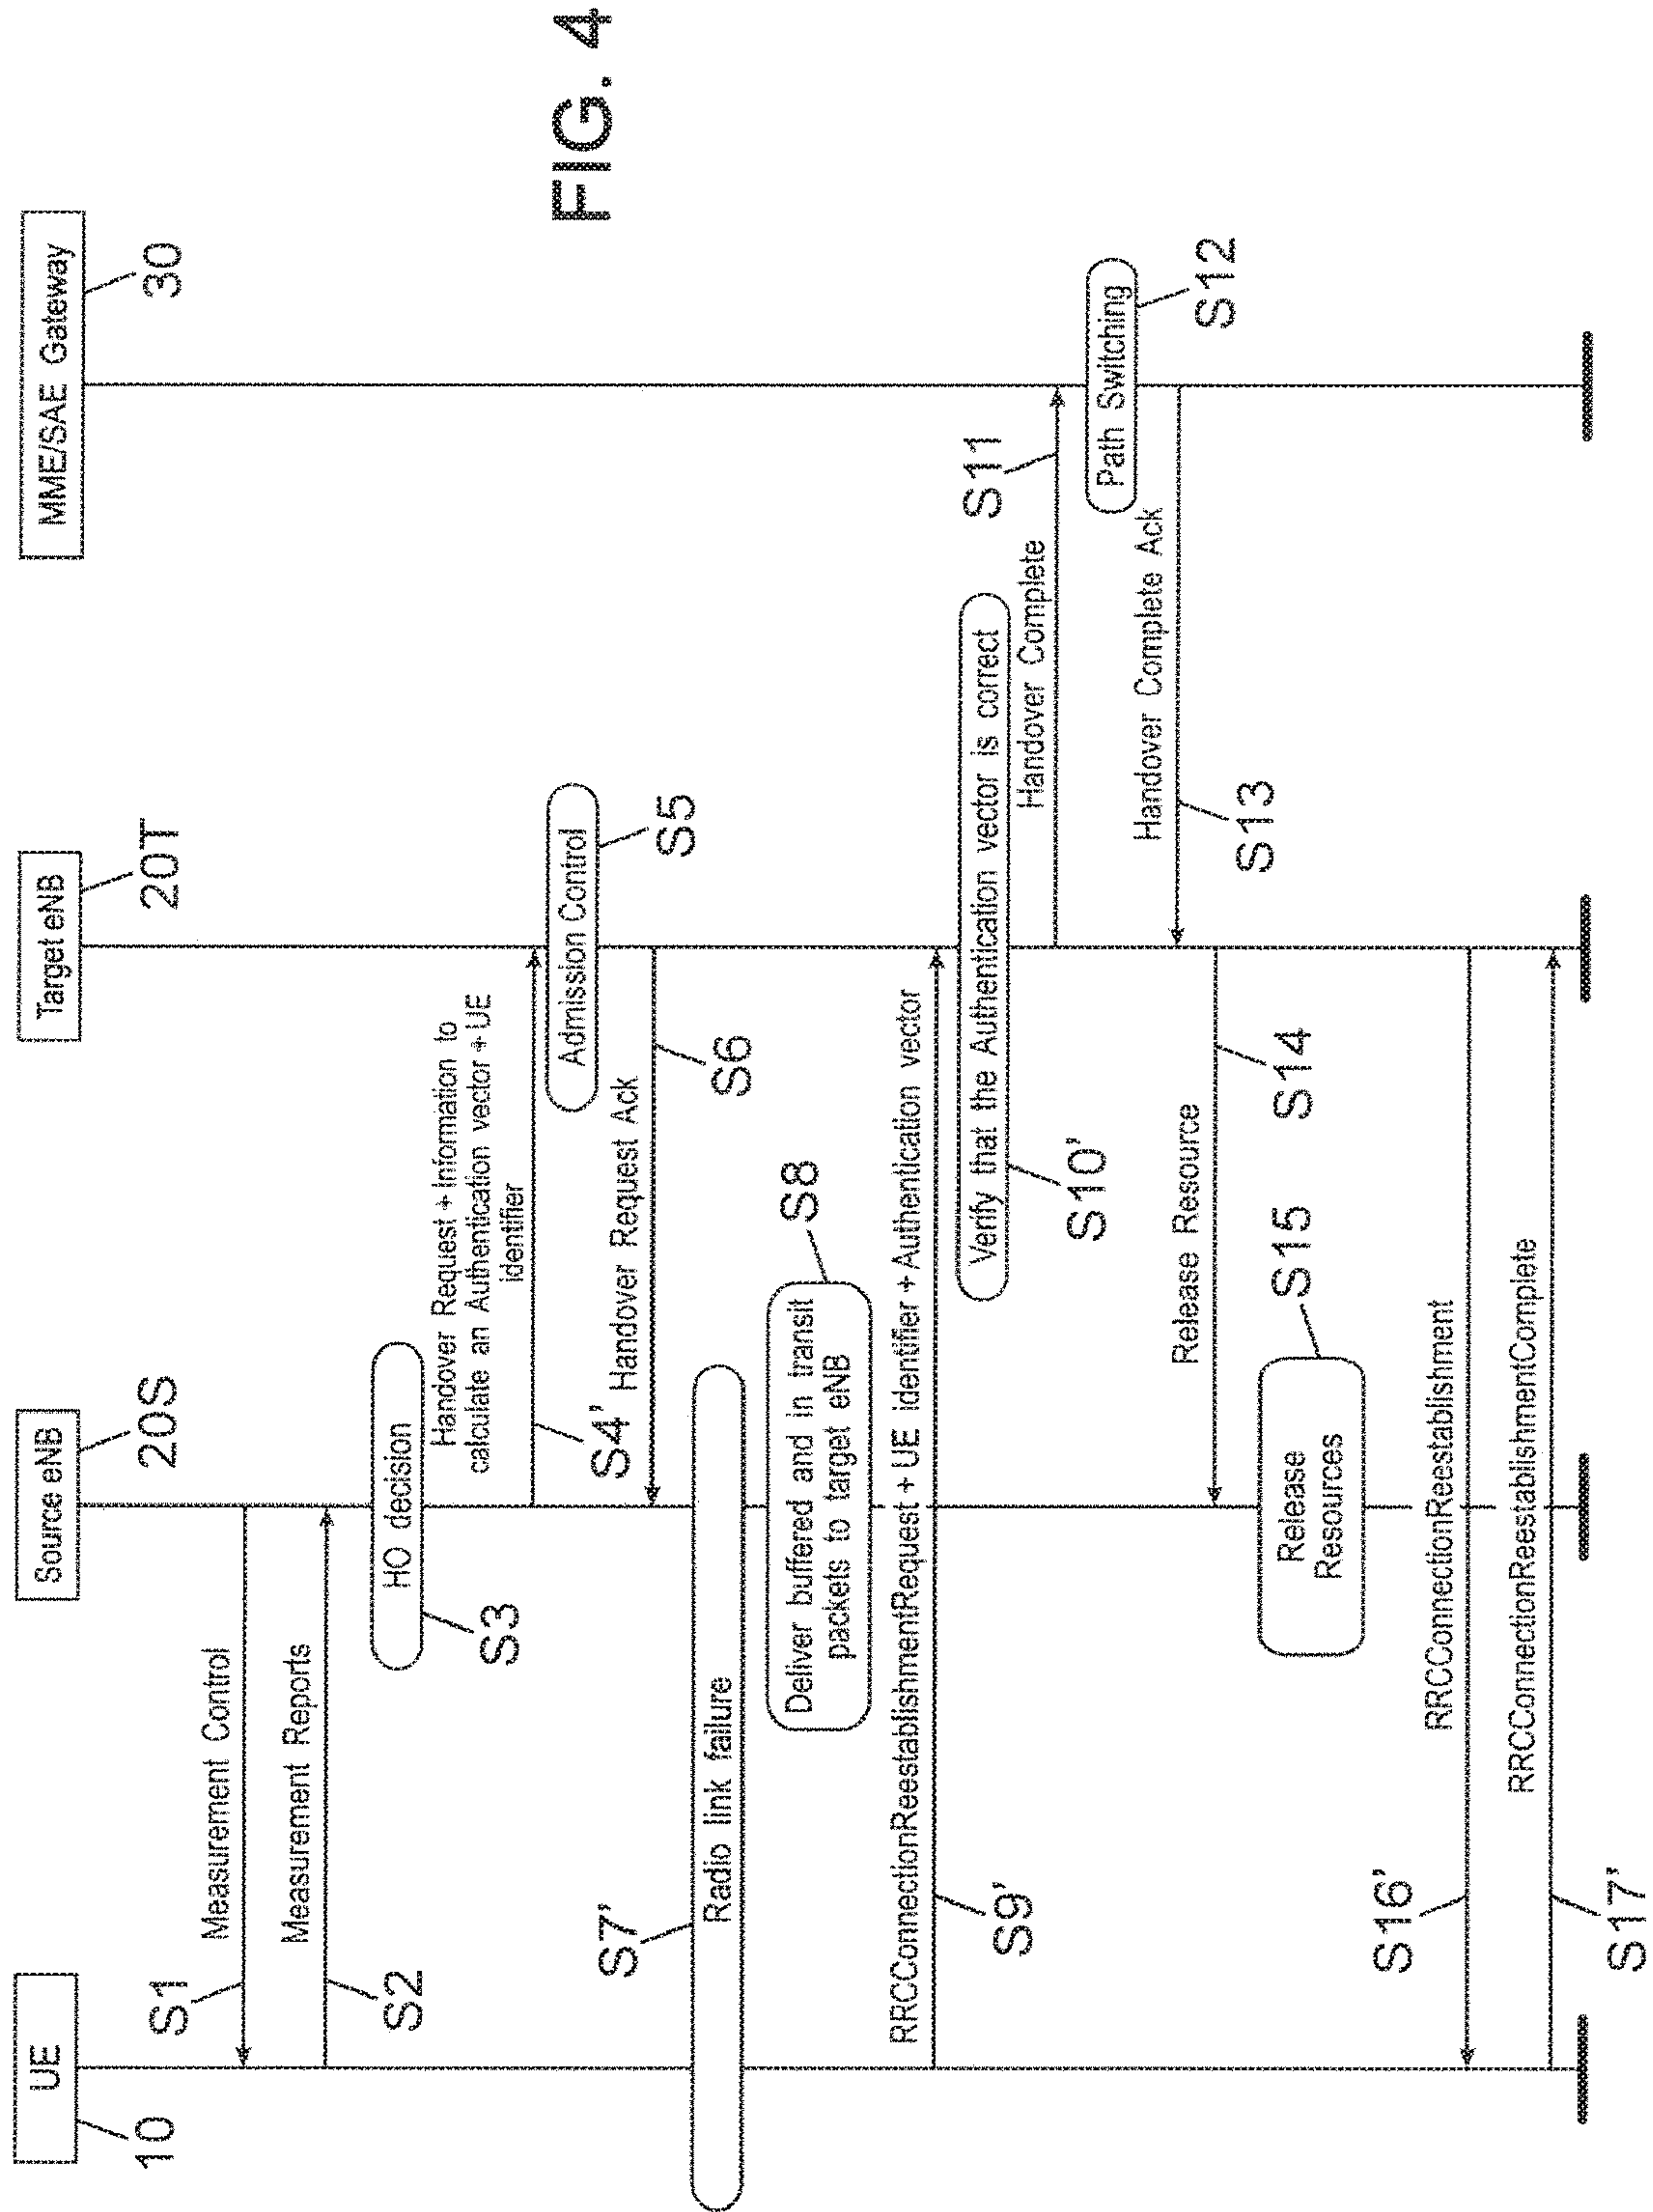 UE
10
Source eNB
20S
Target eNB
20T
MME/SAE Gateway
30
Measurement Control
S1
Measurement Reports
S2
HO decision
S3
Handover Request + Information to
calculate an Authentication vector + UE
identifier
S4'
Admission Control
S5
Handover Request Ack
S6
Radio link failure
S7'
Deliver buffered and in transit
packets to target eNB
S8
RRCConnectionReestablishmentRequest + UE identifier + Authentication vector
S9'
Verify that the Authentication vector is correct
S10'
Handover Complete
S11
Path Switching
S12
Handover Complete Ack
S13
Release Resource
S14
Release
Resources
S15
RRCConnectionReestablishment
S16'
RRCConnectionReestablishmentComplete
S17'
FIG. 4